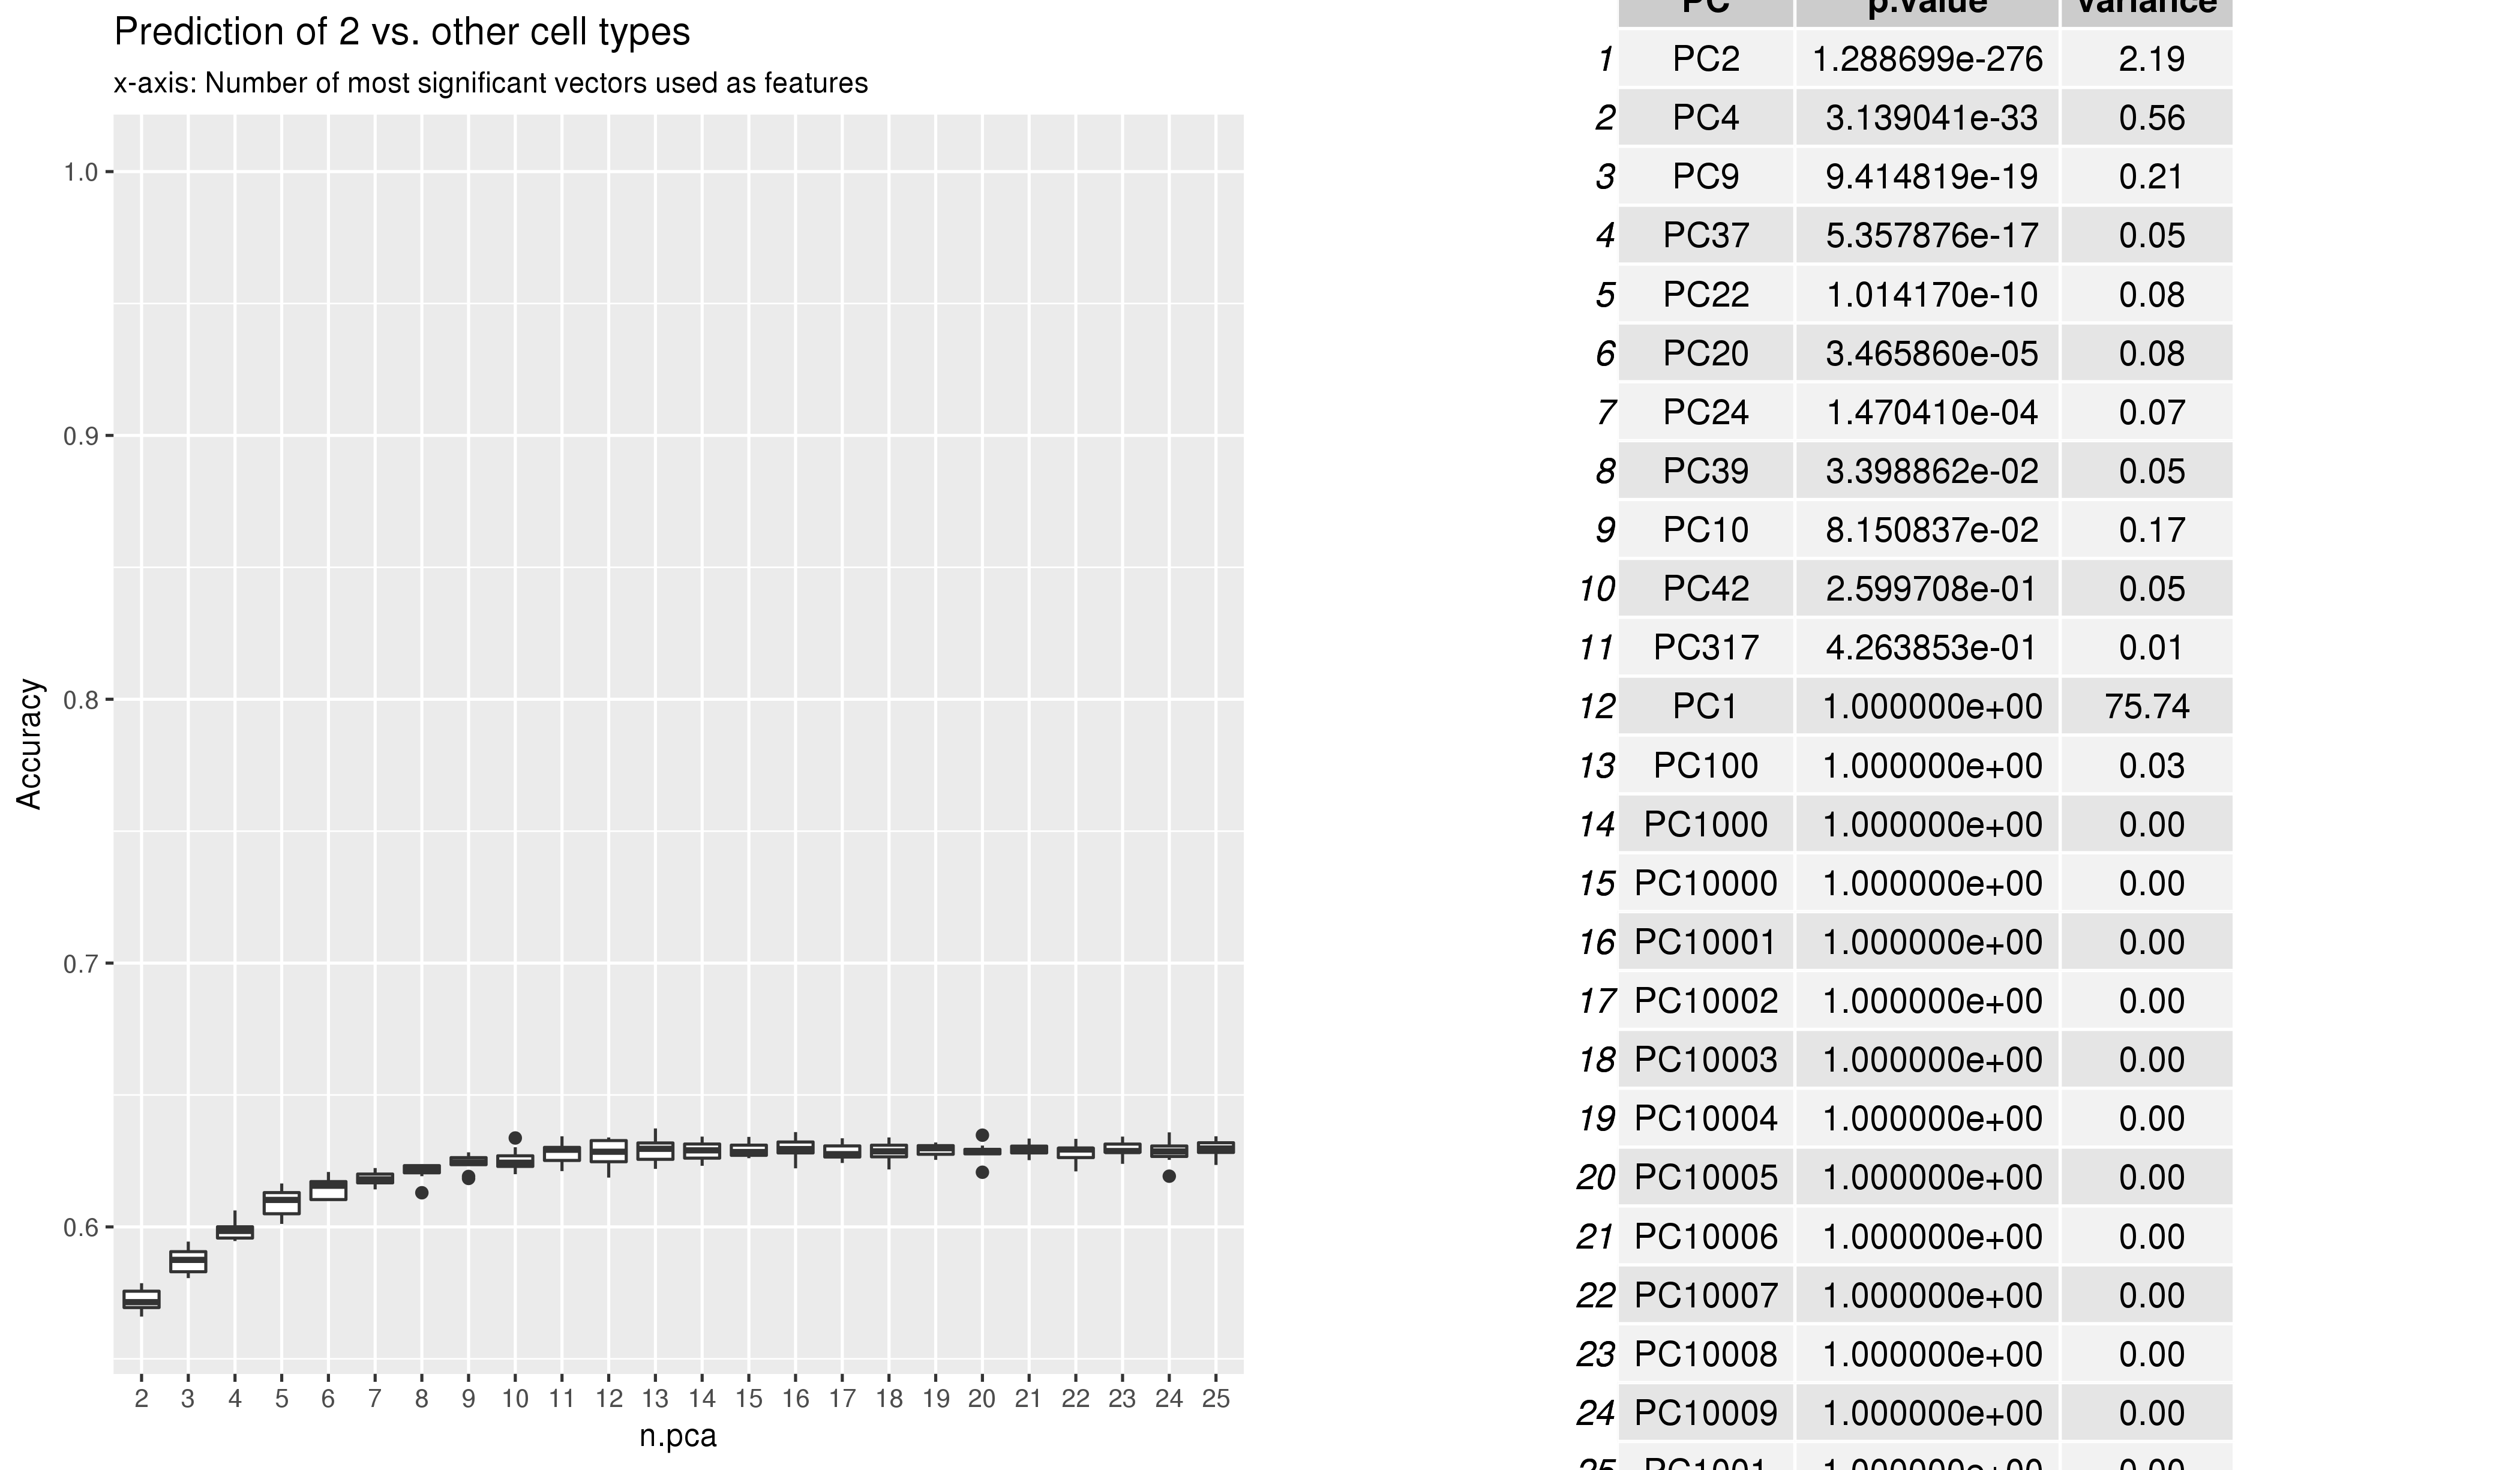 Prediction of 2 vs. other cell types
x-axis: Number of most significant vectors used as features
1.0
0.9
0.8
0.7
0.6
Accuracy
2 3 4 5 6 7 8 9 10 11 12 13 14 15 16 17 18 19 20 21 22 23 24 25
n.pca
PC p.value variance
1 PC2 1.288699e-276 2.19
2 PC4 3.139041e-33 0.56
3 PC9 9.414819e-19 0.21
4 PC37 5.357876e-17 0.05
5 PC22 1.014170e-10 0.08
6 PC20 3.465860e-05 0.08
7 PC24 1.470410e-04 0.07
8 PC39 3.398862e-02 0.05
9 PC10 8.150837e-02 0.17
10 PC42 2.599708e-01 0.05
11 PC317 4.263853e-01 0.01
12 PC1 1.000000e+00 75.74
13 PC100 1.000000e+00 0.03
14 PC1000 1.000000e+00 0.00
15 PC10000 1.000000e+00 0.00
16 PC10001 1.000000e+00 0.00
17 PC10002 1.000000e+00 0.00
18 PC10003 1.000000e+00 0.00
19 PC10004 1.000000e+00 0.00
20 PC10005 1.000000e+00 0.00
21 PC10006 1.000000e+00 0.00
22 PC10007 1.000000e+00 0.00
23 PC10008 1.000000e+00 0.00
24 PC10009 1.000000e+00 0.00
25 PC1001 1.000000e+00 0.00